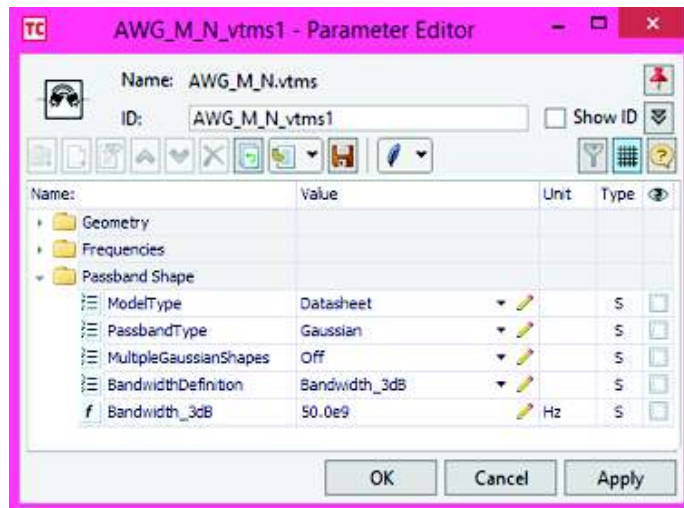 TC AWG_M_N_vtms1 - Parameter Editor
Name: AWG_M_N.vtms
ID: AWG_M_N_vtms1 Show ID
Name: Value Unit Type
Geometry
Frequencies
Passband Shape
ModelType Datasheet S
PassbandType Gaussian S
MultipleGaussianShapes Off S
BandwidthDefinition Bandwidth_3dB S
f Bandwidth_3dB 50.0e9 Hz S
OK Cancel Apply